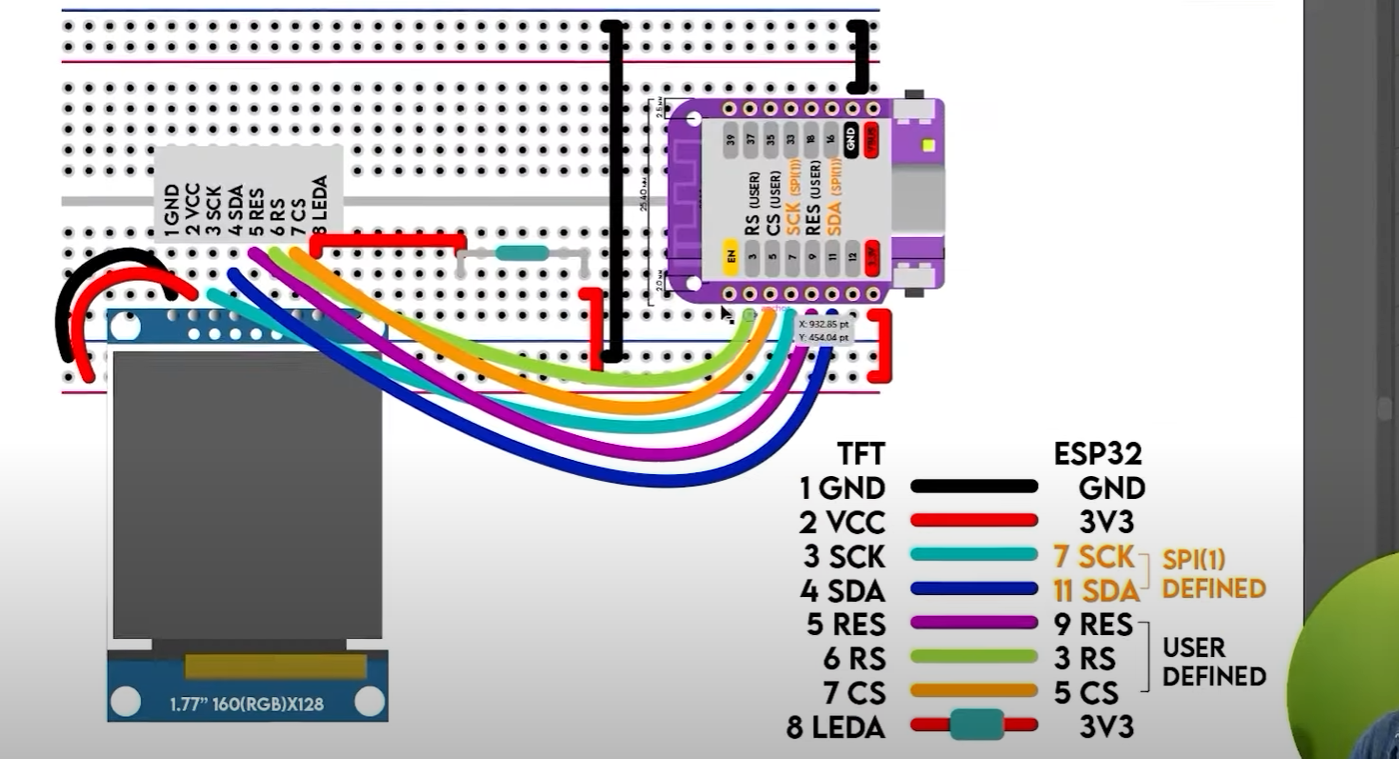 1 GND
2 VCC
3 SCK
4 SDA
5 RES
6 RS
7 CS
8 LEDA
39
37
35
33
18
16
GND
VBUS
RS (USER)
CS (USER)
SCK (SPI(1))
RES (USER)
SDA (SPI(1))
EN
3
5
7
9
11
12
3.3V
25.40
anchor
X: 932.85 pt
Y: 454.04 pt
TFT ESP32
1 GND GND
2 VCC 3V3
3 SCK 7 SCK
4 SDA 11 SDA
SPI(1)
DEFINED
5 RES 9 RES
6 RS 3 RS
7 CS 5 CS
USER
DEFINED
8 LEDA 3V3
1.77” 160(RGB)X128